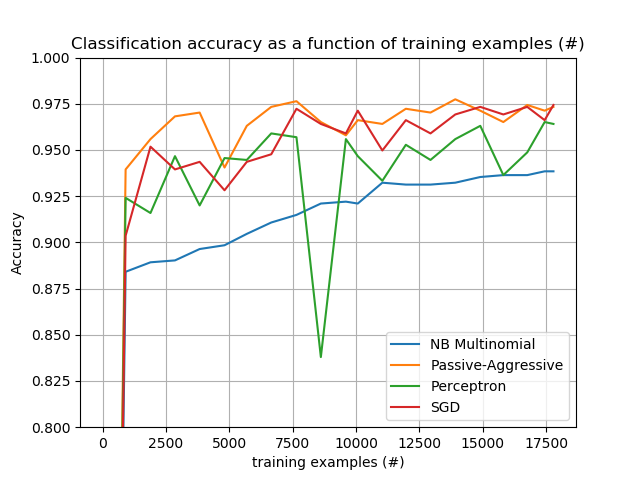 Classification accuracy as a function of training examples (#)
1.000
0.975
0.950
0.925
0.900
0.875
0.850
0.825
0.800
Accuracy
NB Multinomial
Passive-Aggressive
Perceptron
SGD
0 2500 5000 7500 10000 12500 15000 17500
training examples (#)